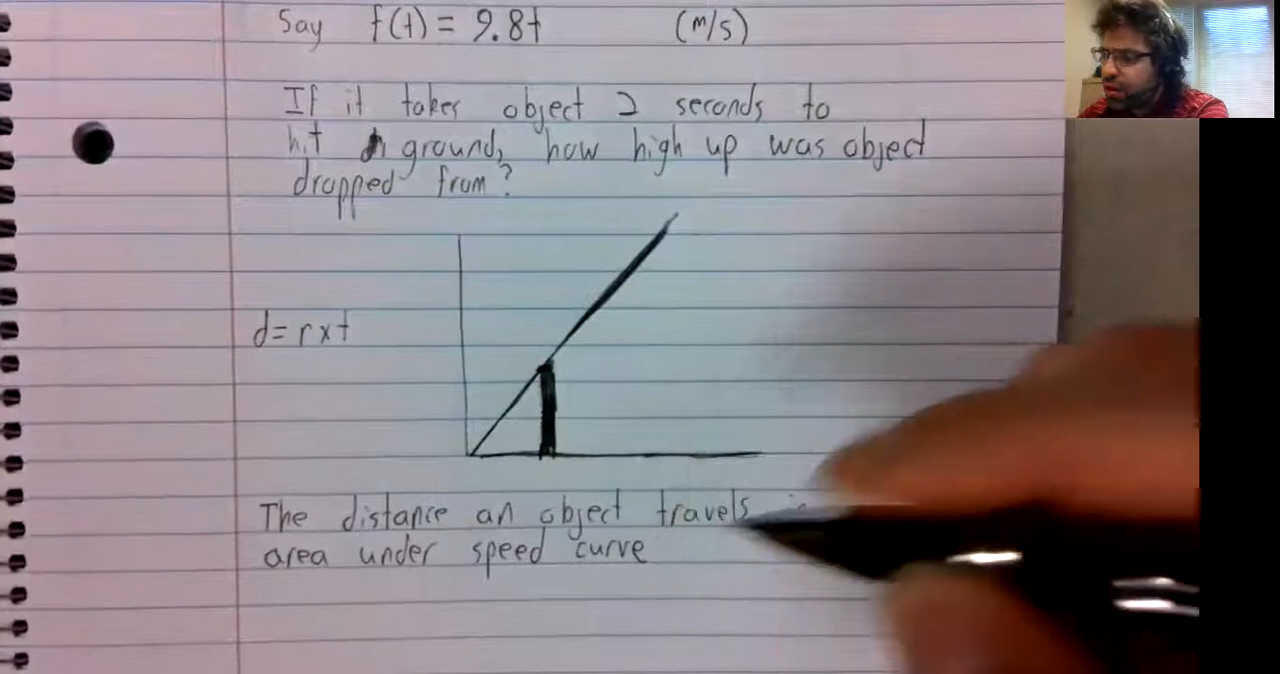 Say f(t) = 9.8t (m/s)
If it takes object 2 seconds to
hit ground, how high up was object
dropped from?
d = r x t
The distance an object travels
area under speed curve